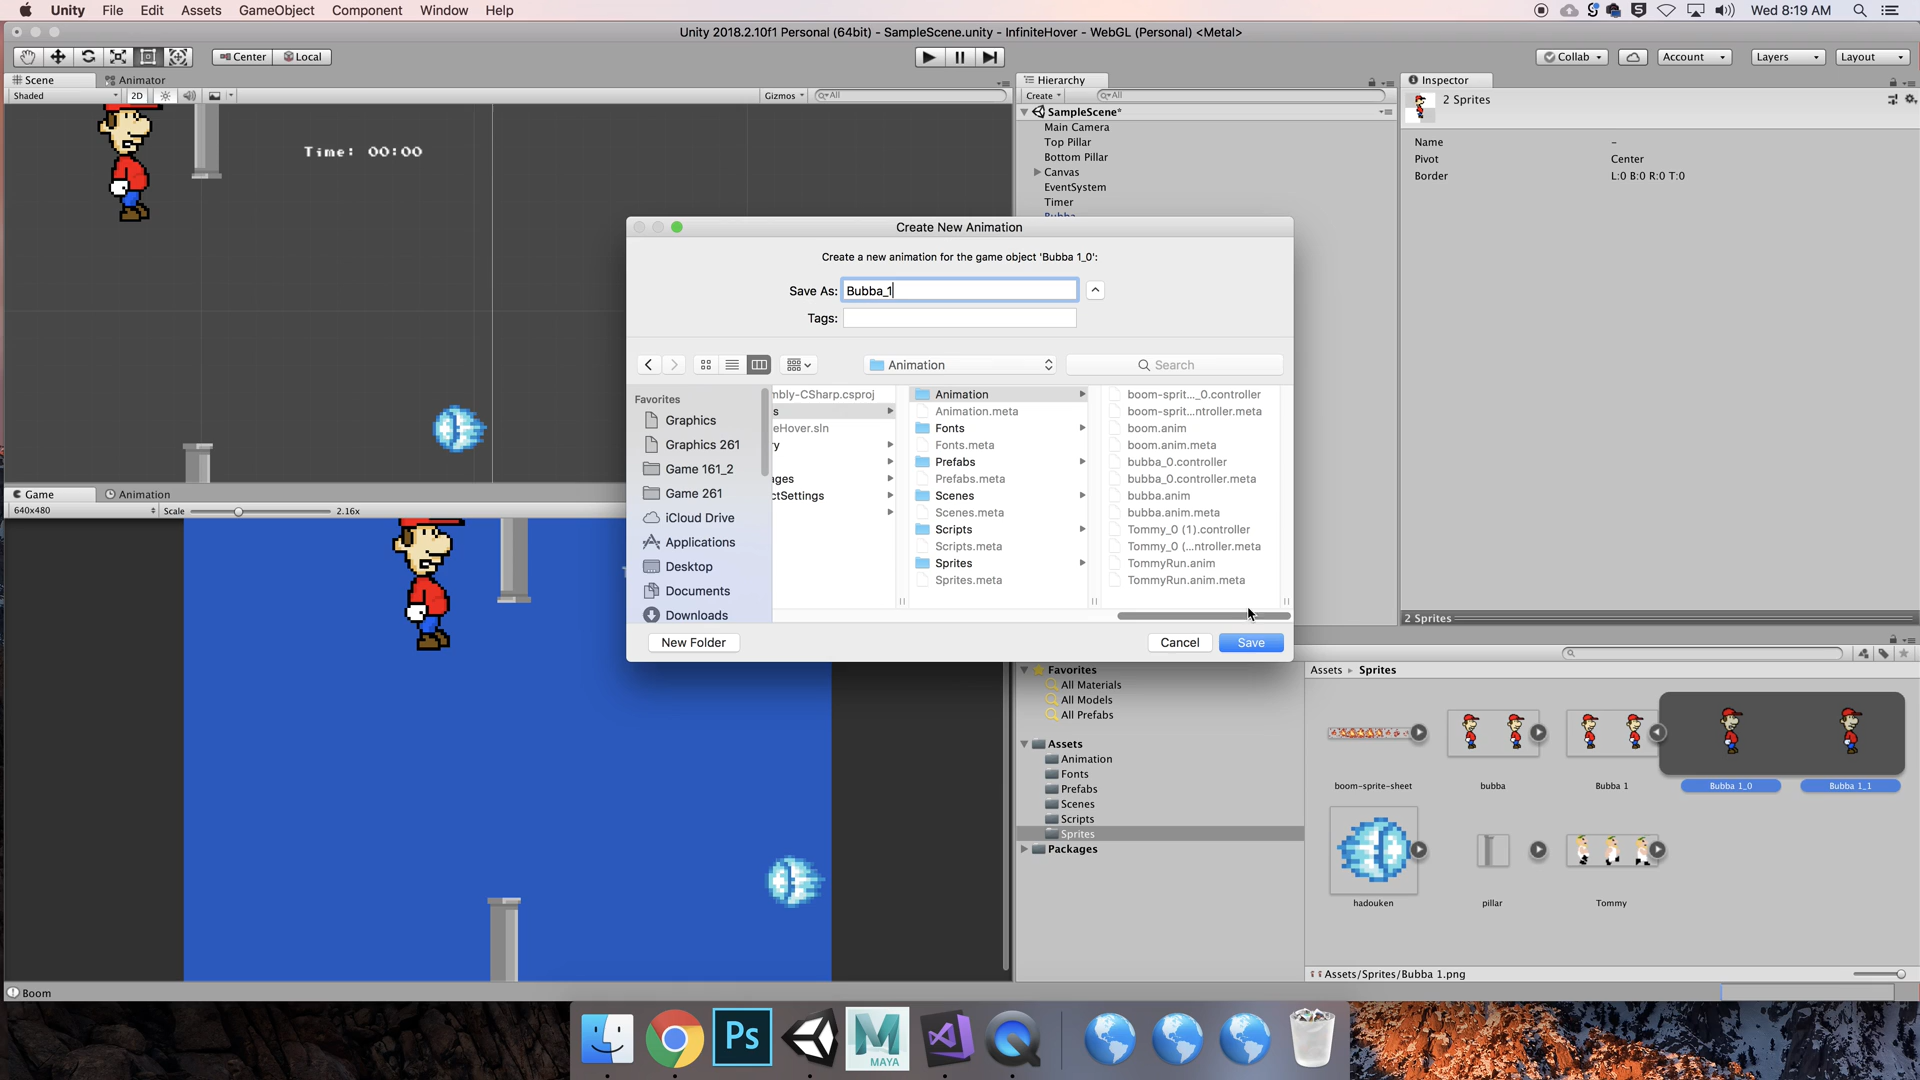 Unity File Edit Assets GameObject Component Window Help
Wed 8:19 AM
Unity 2018.2.10f1 Personal (64bit) - SampleScene.unity - InfiniteHover - WebGL (Personal) <Metal>
Center Local
Collab Account Layers Layout
Scene Animator
Shaded 2D Gizmos All
Time: 00:00
Hierarchy
Create All
SampleScene*
Main Camera
Top Pillar
Bottom Pillar
Canvas
EventSystem
Timer
Bubba
Inspector
2 Sprites
Name -
Pivot Center
Border L:0 B:0 R:0 T:0
2 Sprites
Create New Animation
Create a new animation for the game object 'Bubba 1_0':
Save As: Bubba_1
Tags:
Animation
Search
Favorites
Graphics
Graphics 261
Game 161_2
Game 261
iCloud Drive
Applications
Desktop
Documents
Downloads
mbly-CSharp.csproj
s
eHover.sln
y
ages
ctSettings
Animation
Animation.meta
Fonts
Fonts.meta
Prefabs
Prefabs.meta
Scenes
Scenes.meta
Scripts
Scripts.meta
Sprites
Sprites.meta
boom-sprit..._0.controller
boom-sprit...ntroller.meta
boom.anim
boom.anim.meta
bubba_0.controller
bubba_0.controller.meta
bubba.anim
bubba.anim.meta
Tommy_0 (1).controller
Tommy_0 (...ntroller.meta
TommyRun.anim
TommyRun.anim.meta
New Folder Cancel Save
Game Animation
640x480 Scale 2.16x
Favorites
All Materials
All Models
All Prefabs
Assets
Animation
Fonts
Prefabs
Scenes
Scripts
Sprites
Packages
Assets Sprites
boom-sprite-sheet bubba Bubba 1 Bubba 1_0 Bubba 1_1
hadouken pillar Tommy
Assets/Sprites/Bubba 1.png
Boom
Ps
MAYA